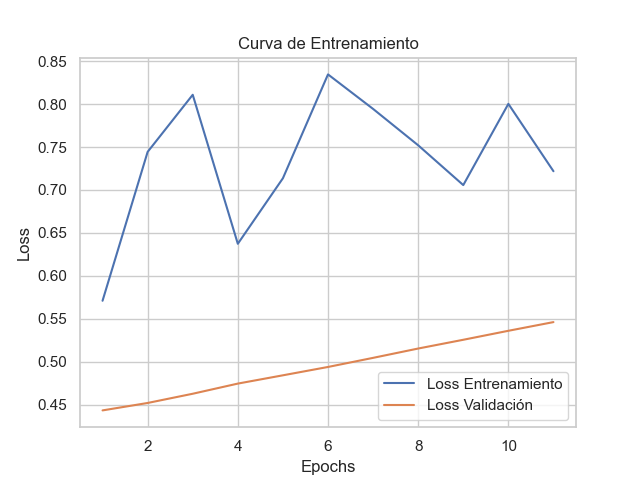 Curva de Entrenamiento
0.85
0.80
0.75
0.70
0.65
0.60
0.55
0.50
0.45
Loss
2
4
6
8
10
Epochs
Loss Entrenamiento
Loss Validación